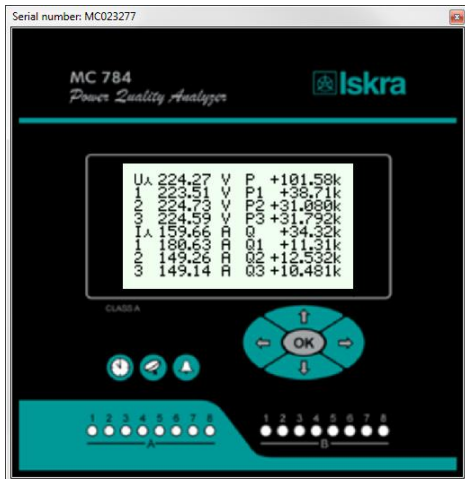 Serial number: MC023277
MC 784
Power Quality Analyzer
Iskra
U⅄ 224.27 V P +101.58k
1 223.51 V P1 +38.71k
2 224.73 V P2 +31.080k
3 224.59 V P3 +31.792k
I⅄ 159.66 A Q +34.32k
1 180.63 A Q1 +11.31k
2 149.26 A Q2 +12.532k
3 149.14 A Q3 +10.481k
CLASS A
OK
1 2 3 4 5 6 7 8
A
1 2 3 4 5 6 7 8
B